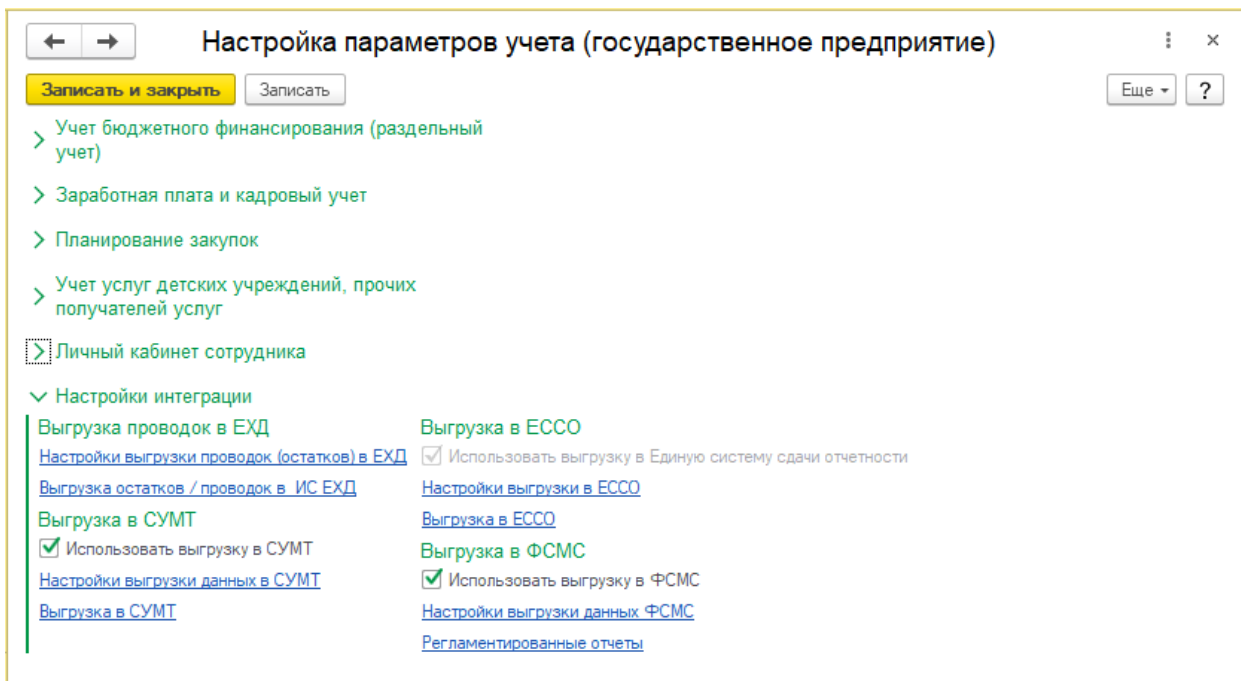 Настройка параметров учета (государственное предприятие)
Записать и закрыть
Записать
Еще
?
Учет бюджетного финансирования (раздельный
учет)
Заработная плата и кадровый учет
Планирование закупок
Учет услуг детских учреждений, прочих
получателей услуг
Личный кабинет сотрудника
Настройки интеграции
Выгрузка проводок в ЕХД
Настройки выгрузки проводок (остатков) в ЕХД
Выгрузка остатков / проводок в ИС ЕХД
Выгрузка в СУМТ
Использовать выгрузку в СУМТ
Настройки выгрузки данных в СУМТ
Выгрузка в СУМТ
Выгрузка в ЕССО
Использовать выгрузку в Единую систему сдачи отчетности
Настройки выгрузки в ЕССО
Выгрузка в ЕССО
Выгрузка в ФСМС
Использовать выгрузку в ФСМС
Настройки выгрузки данных ФСМС
Регламентированные отчеты